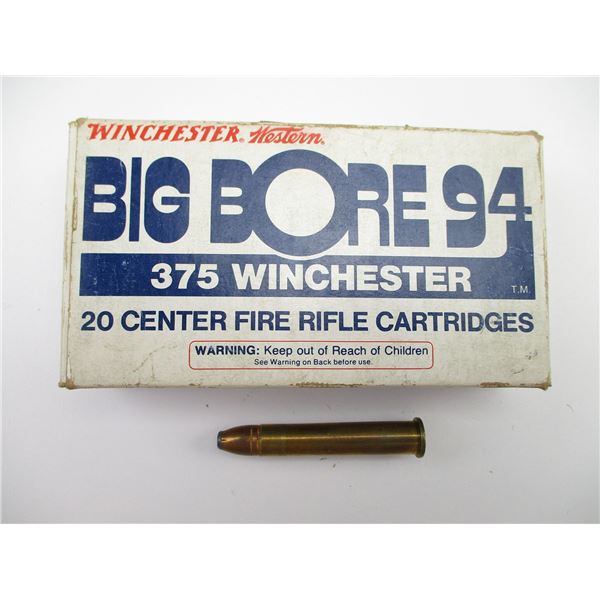 WINCHESTER® Western®
BIG BORE 94
375 WINCHESTER T.M.
20 CENTER FIRE RIFLE CARTRIDGES
WARNING: Keep out of Reach of Children
See Warning on Back before use.